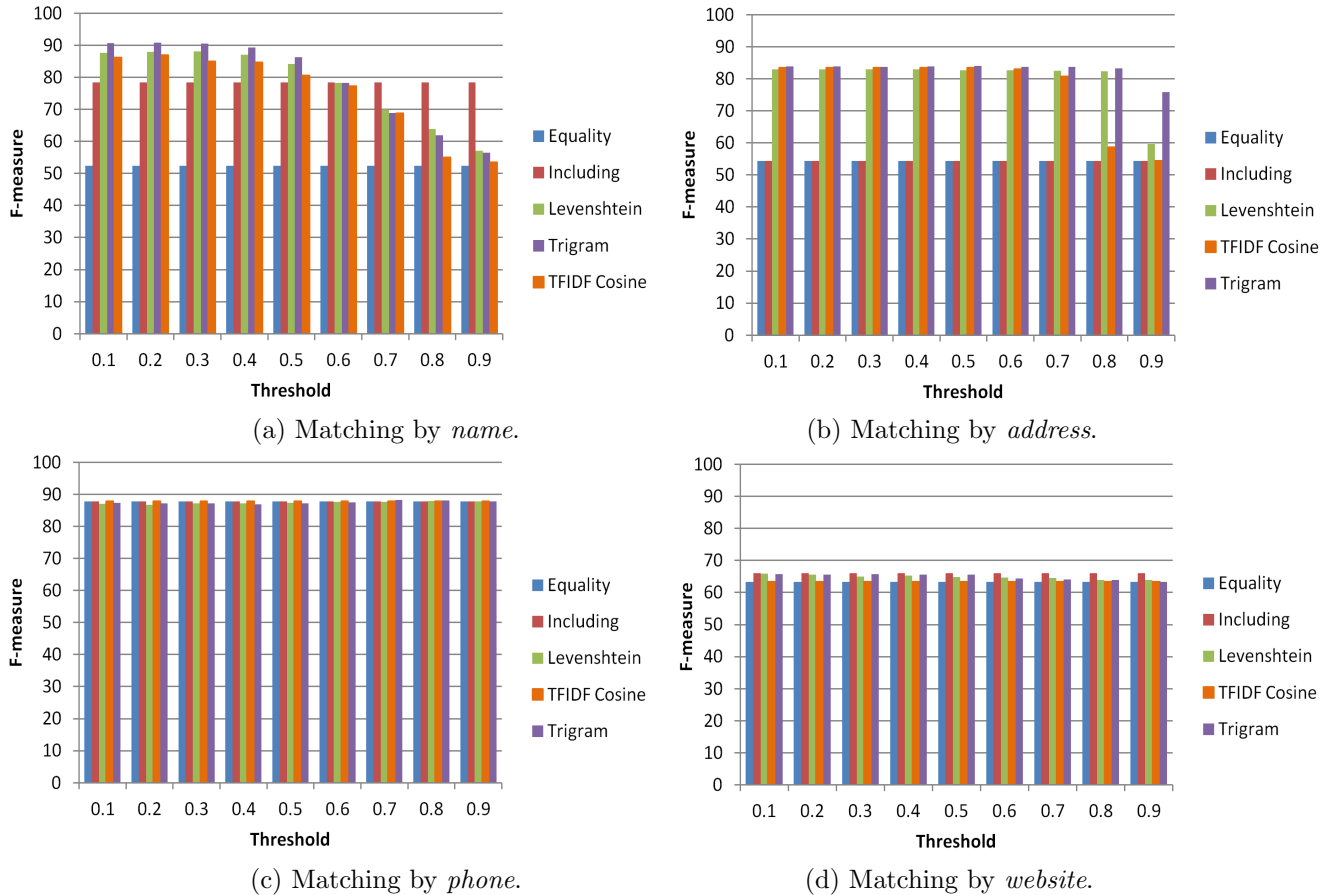 100
90
80
70
60
50
40
30
20
10
0
F-measure
0.1 0.2 0.3 0.4 0.5 0.6 0.7 0.8 0.9
Threshold
Equality
Including
Levenshtein
Trigram
TFIDF Cosine
(a) Matching by name.
100
90
80
70
60
50
40
30
20
10
0
F-measure
0.1 0.2 0.3 0.4 0.5 0.6 0.7 0.8 0.9
Threshold
Equality
Including
Levenshtein
TFIDF Cosine
Trigram
(b) Matching by address.
100
90
80
70
60
50
40
30
20
10
0
F-measure
0.1 0.2 0.3 0.4 0.5 0.6 0.7 0.8 0.9
Threshold
Equality
Including
Levenshtein
TFIDF Cosine
Trigram
(c) Matching by phone.
100
90
80
70
60
50
40
30
20
10
0
F-measure
0.1 0.2 0.3 0.4 0.5 0.6 0.7 0.8 0.9
Threshold
Equality
Including
Levenshtein
TFIDF Cosine
Trigram
(d) Matching by website.